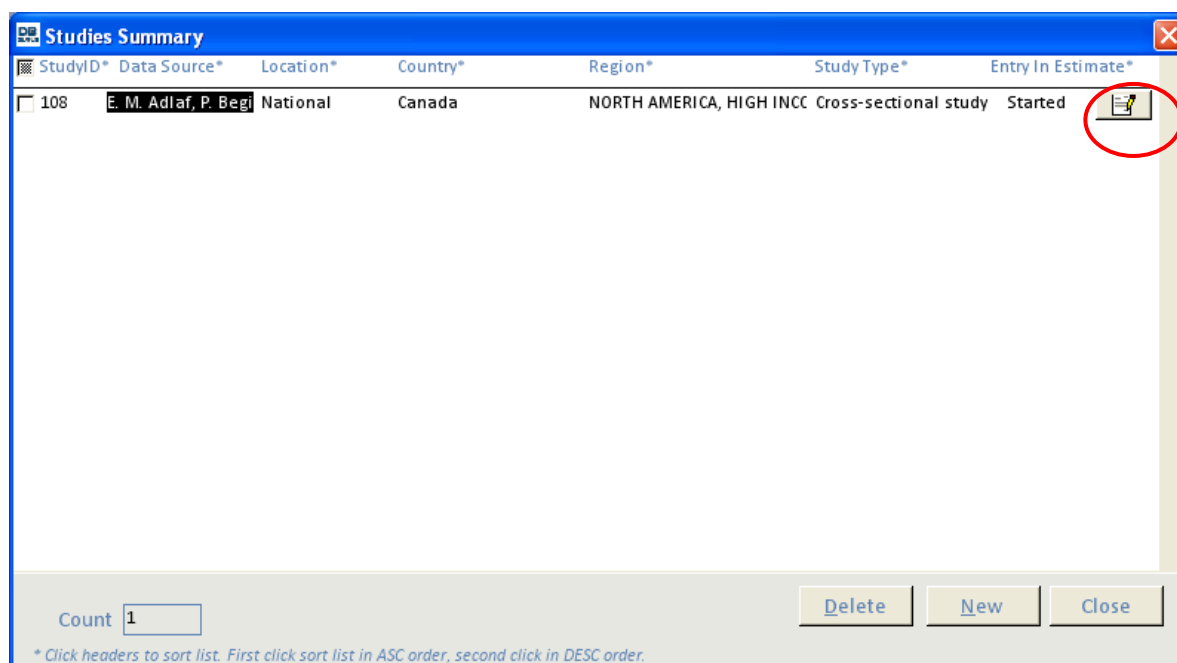 Studies Summary
StudyID* Data Source* Location* Country* Region* Study Type* Entry In Estimate*
108 E. M. Adlaf, P. Begi National Canada NORTH AMERICA, HIGH INCC Cross-sectional study Started
Count 1 Delete New Close
* Click headers to sort list. First click sort list in ASC order, second click in DESC order.